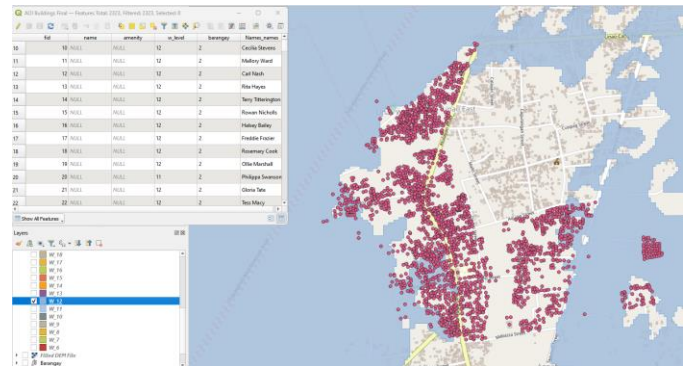 AOI Buildings Final — Features Total: 2323, Filtered: 2323, Selected: 0
fid name amenity w_level barangay Names_names
10 10 NULL NULL 12 2 Cecilia Stevens
11 11 NULL NULL 12 2 Mallory Ward
12 12 NULL NULL 12 2 Carl Nash
13 13 NULL NULL 12 2 Rita Hayes
14 14 NULL NULL 12 2 Terry Titterington
15 15 NULL NULL 12 2 Rowan Nicholls
16 16 NULL NULL 12 2 Halsey Bailey
17 17 NULL NULL 12 2 Freddie Frozier
18 18 NULL NULL 12 2 Rosemary Cook
19 19 NULL NULL 12 2 Ollie Marshall
20 20 NULL NULL 11 2 Philippa Swanson
21 21 NULL NULL 12 2 Gloria Tate
22 22 NULL NULL 12 2 Tess Macy
Show All Features
Layers
W_18
W_17
W_16
W_15
W_14
W_13
W_12
W_11
W_10
W_9
W_8
W_7
W_6
Filled DEM File
Barangay